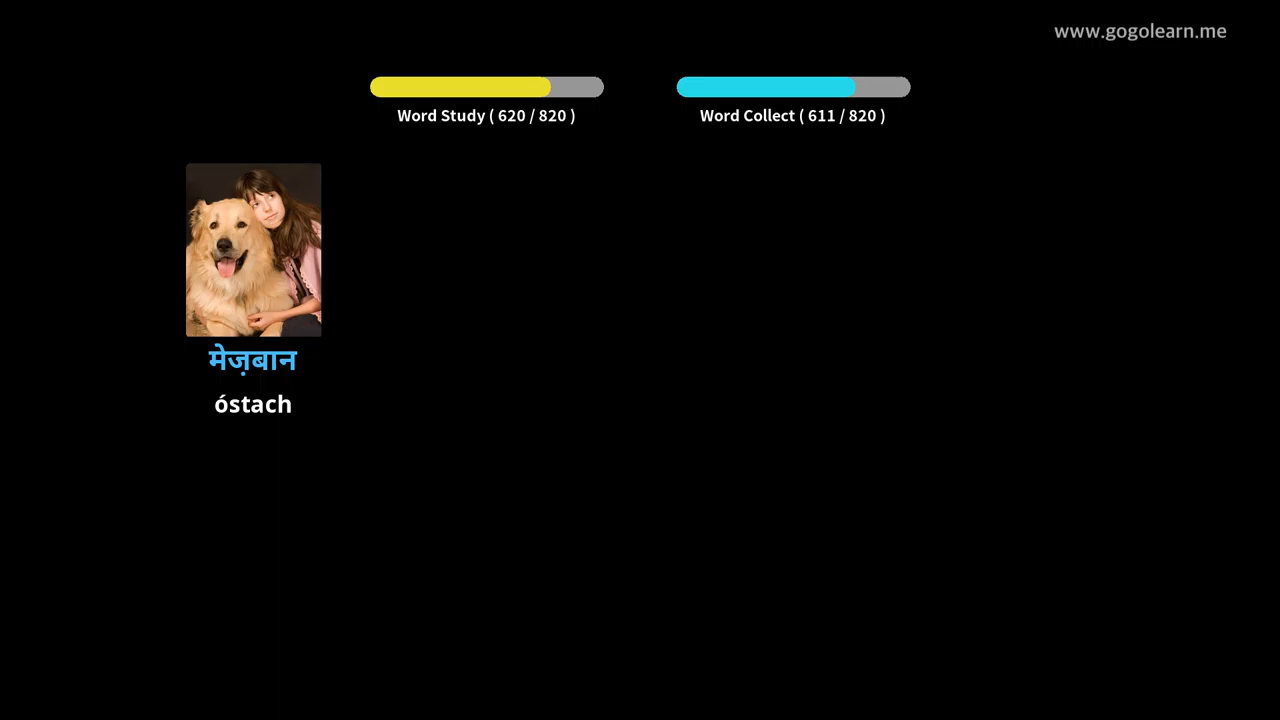 www.gogolearn.me
Word Study ( 620 / 820 )
Word Collect ( 611 / 820 )
मेज़बान
óstach